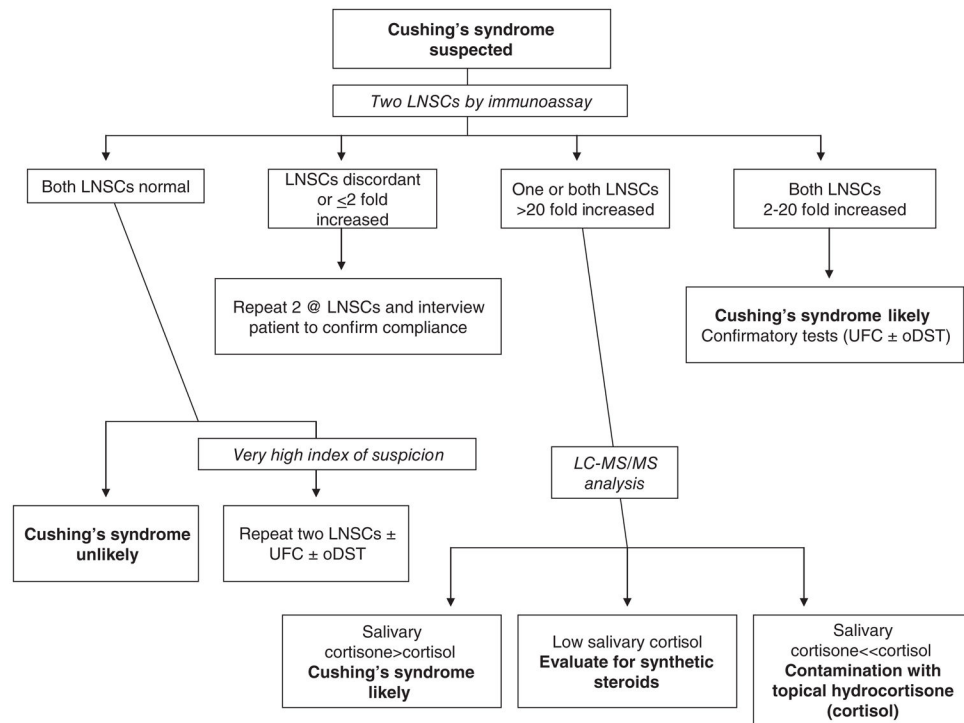 Cushing's syndrome
suspected
Two LNSCs by immunoassay
Both LNSCs normal
LNSCs discordant
or ≤2 fold
increased
One or both LNSCs
>20 fold increased
Both LNSCs
2-20 fold increased
Repeat 2 @ LNSCs and interview
patient to confirm compliance
Cushing's syndrome likely
Confirmatory tests (UFC ± oDST)
Very high index of suspicion
LC-MS/MS
analysis
Cushing's syndrome
unlikely
Repeat two LNSCs ±
UFC ± oDST
Salivary
cortisone>cortisol
Cushing's syndrome
likely
Low salivary cortisol
Evaluate for synthetic
steroids
Salivary
cortisone<<cortisol
Contamination with
topical hydrocortisone
(cortisol)